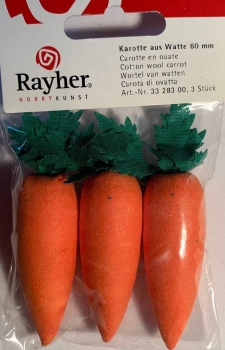 Rayher
HOBBYKUNST
Karotte aus Watte 60 mm
Carotte en ouate
Cotton wool carrot
Wortel van watten
Carota di ovatta
Art.-Nr. 33 283 00, 3 Stück